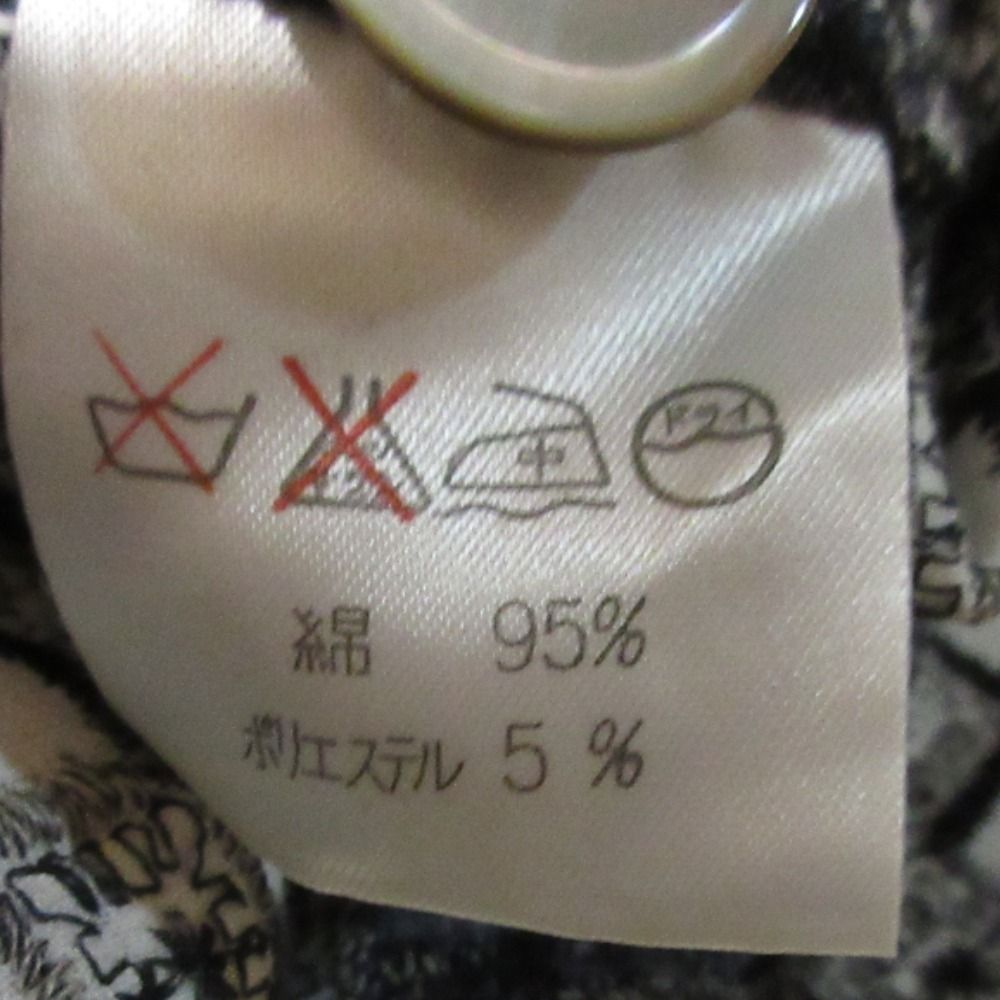 中 ドライ
綿 95%
ポリエステル 5%